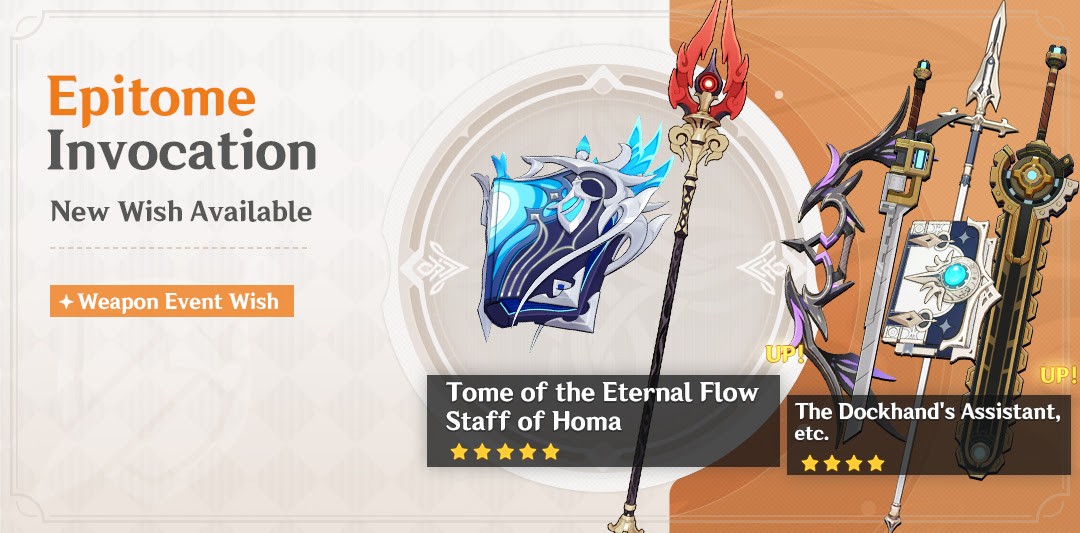 Epitome
Invocation
New Wish Available
Weapon Event Wish
Tome of the Eternal Flow
Staff of Homa
UP!
The Dockhand's Assistant,
etc.
UP!